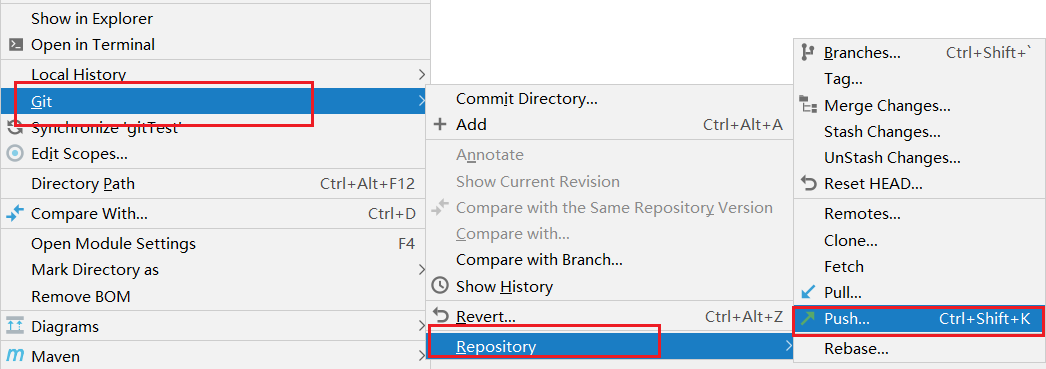 Show in Explorer
Open in Terminal
Local History
Git
Synchronize 'gitTest'
Edit Scopes...
Directory Path Ctrl+Alt+F12
Compare With... Ctrl+D
Open Module Settings F4
Mark Directory as
Remove BOM
Diagrams
Maven
Commit Directory...
Add Ctrl+Alt+A
Annotate
Show Current Revision
Compare with the Same Repository Version
Compare with...
Compare with Branch...
Show History
Revert... Ctrl+Alt+Z
Repository
Branches... Ctrl+Shift+`
Tag...
Merge Changes...
Stash Changes...
UnStash Changes...
Reset HEAD...
Remotes...
Clone...
Fetch
Pull...
Push... Ctrl+Shift+K
Rebase...